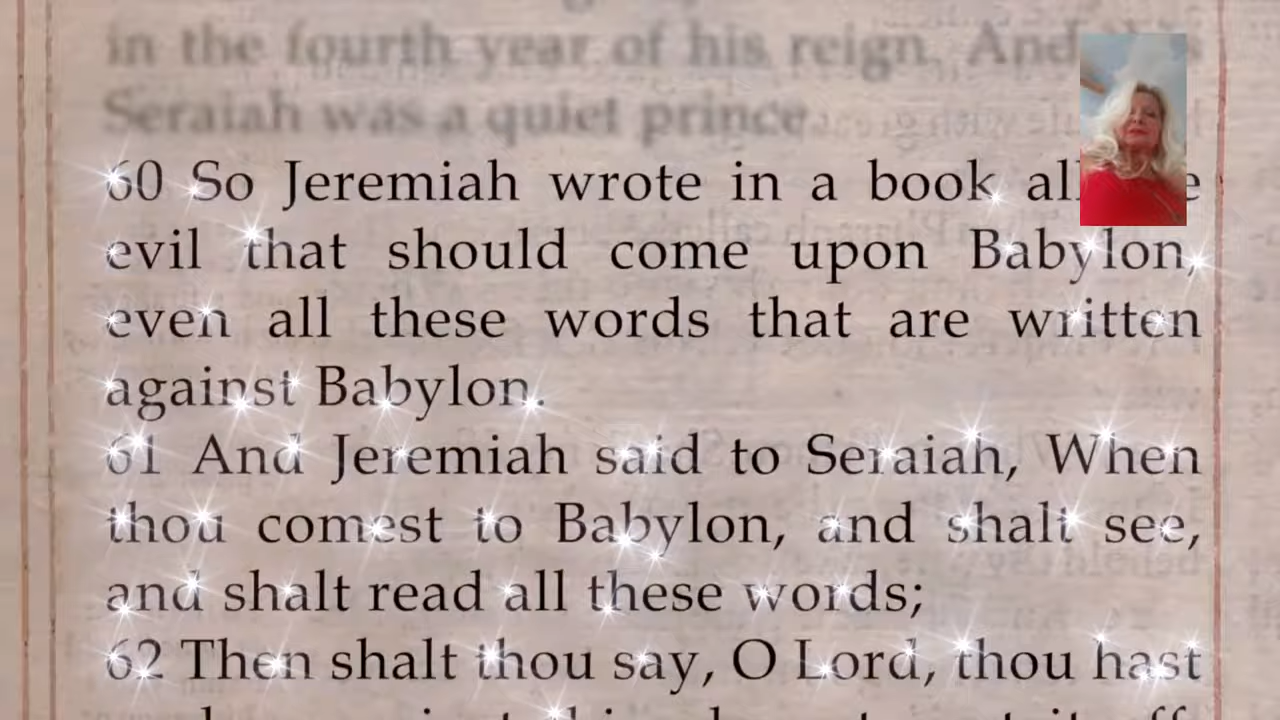 in the fourth year of his reign. And
Seraiah was a quiet prince.
60 So Jeremiah wrote in a book
evil that should come upon Babylon,
even all these words that are written
against Babylon.
61 And Jeremiah said to Seraiah, When
thou comest to Babylon, and shalt see,
and shalt read all these words;
62 Then shalt thou say, O Lord, thou hast